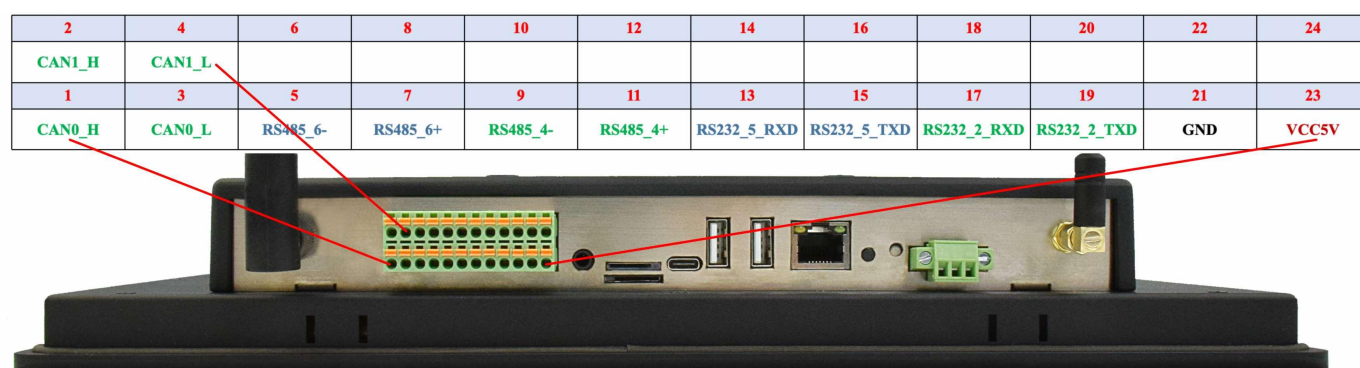 2 4 6 8 10 12 14 16 18 20 22 24
CAN1_H CAN1_L
1 3 5 7 9 11 13 15 17 19 21 23
CAN0_H CAN0_L RS485_6- RS485_6+ RS485_4- RS485_4+ RS232_5_RXD RS232_5_TXD RS232_2_RXD RS232_2_TXD GND VCC5V